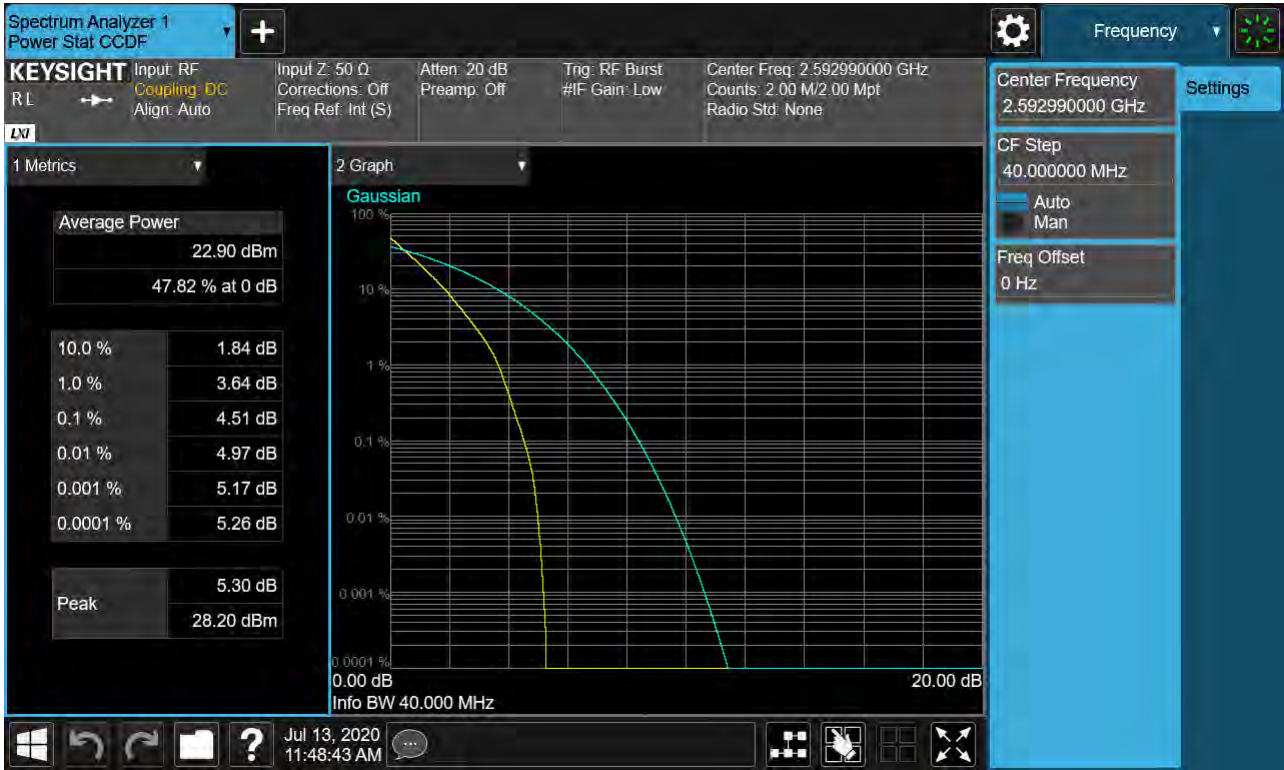 Spectrum Analyzer 1
Power Stat CCDF
+
Frequency
KEYSIGHT
RL
LXI
Input: RF
Coupling: DC
Align: Auto
Input Z: 50 Ω
Corrections: Off
Freq Ref: Int (S)
Atten: 20 dB
Preamp: Off
Trig: RF Burst
#IF Gain: Low
Center Freq: 2.592990000 GHz
Counts: 2.00 M/2.00 Mpt
Radio Std: None
Center Frequency
2.592990000 GHz
Settings
CF Step
40.000000 MHz
Auto
Man
Freq Offset
0 Hz
1 Metrics
Average Power
22.90 dBm
47.82 % at 0 dB
10.0 % 1.84 dB
1.0 % 3.64 dB
0.1 % 4.51 dB
0.01 % 4.97 dB
0.001 % 5.17 dB
0.0001 % 5.26 dB
Peak
5.30 dB
28.20 dBm
2 Graph
Gaussian
100 %
10 %
1 %
0.1 %
0.01 %
0.001 %
0.0001 %
0.00 dB 20.00 dB
Info BW 40.000 MHz
?
Jul 13, 2020
11:48:43 AM